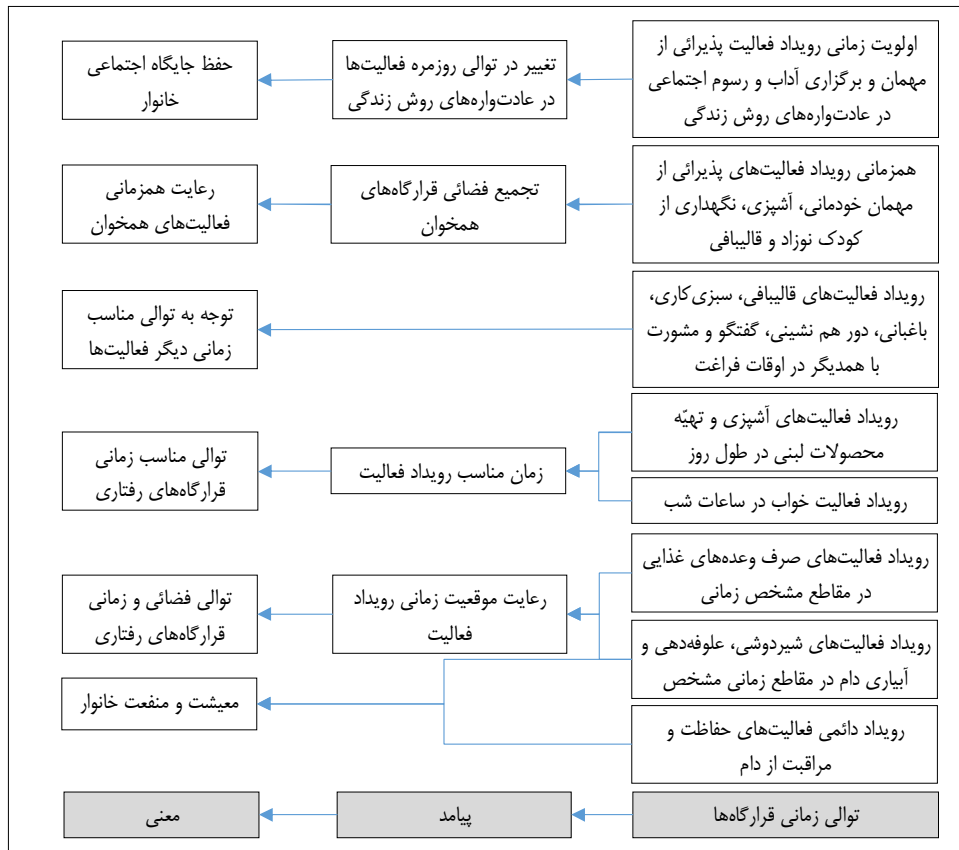 اولویت زمانی رویداد فعالیت پذیرائی از
مهمان و برگزاری آداب و رسوم اجتماعی
در عادت‌واره‌های روش زندگی
تغییر در توالی روزمره فعالیت‌ها
در عادت‌واره‌های روش زندگی
حفظ جایگاه اجتماعی
خانوار
همزمانی رویداد فعالیت‌های پذیرائی از
مهمان خودمانی، آشپزی، نگهداری از
کودک نوزاد و قالیبافی
تجمیع فضائی قرارگاه‌های
همخوان
رعایت همزمانی
فعالیت‌های همخوان
رویداد فعالیت‌های قالیبافی، سبزی‌کاری،
باغبانی، دور هم نشینی، گفتگو و مشورت
با همدیگر در اوقات فراغت
توجه به توالی مناسب
زمانی دیگر فعالیت‌ها
رویداد فعالیت‌های آشپزی و تهیّه
محصولات لبنی در طول روز
رویداد فعالیت خواب در ساعات شب
زمان مناسب رویداد فعالیت
توالی مناسب زمانی
قرارگاه‌های رفتاری
رویداد فعالیت‌های صرف وعده‌های غذایی
در مقاطع مشخص زمانی
رویداد فعالیت‌های شیردوشی، علوفه‌دهی و
آبیاری دام در مقاطع زمانی مشخص
رعایت موقعیت زمانی رویداد
فعالیت
توالی فضائی و زمانی
قرارگاه‌های رفتاری
رویداد دائمی فعالیت‌های حفاظت و
مراقبت از دام
معیشت و منفعت خانوار
توالی زمانی قرارگاه‌ها
پیامد
معنی